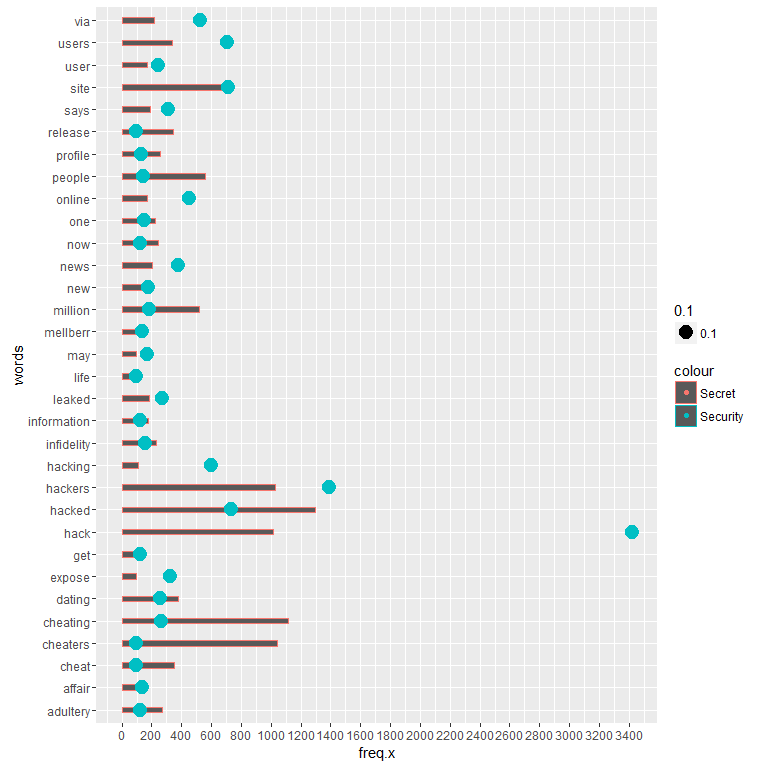 via
users
user
site
says
release
profile
people
online
one
now
news
new
million
mellberr
may
life
leaked
information
infidelity
hacking
hackers
hacked
hack
get
expose
dating
cheating
cheaters
cheat
affair
adultery
words
0 200 400 600 800 1000 1200 1400 1600 1800 2000 2200 2400 2600 2800 3000 3200 3400
freq.x
0.1
0.1
colour
Secret
Security